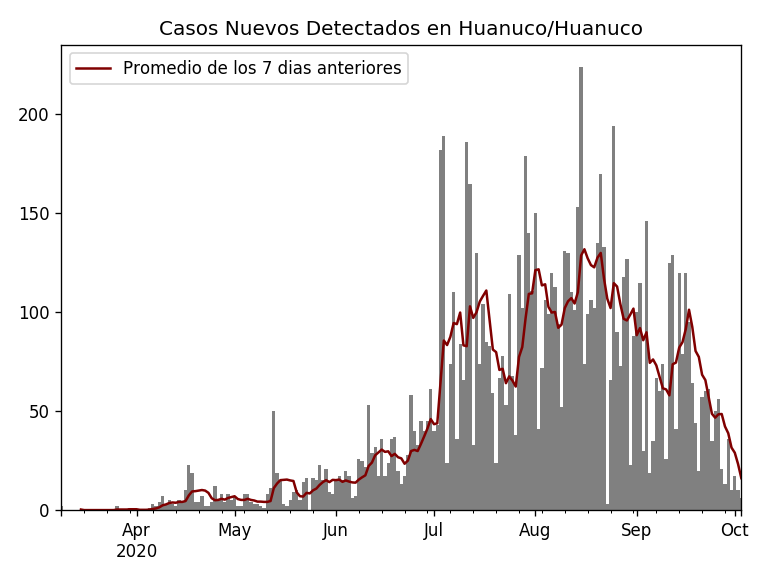 Casos Nuevos Detectados en Huanuco/Huanuco
Promedio de los 7 dias anteriores
200
150
100
50
0
Apr May Jun Jul Aug Sep Oct
2020